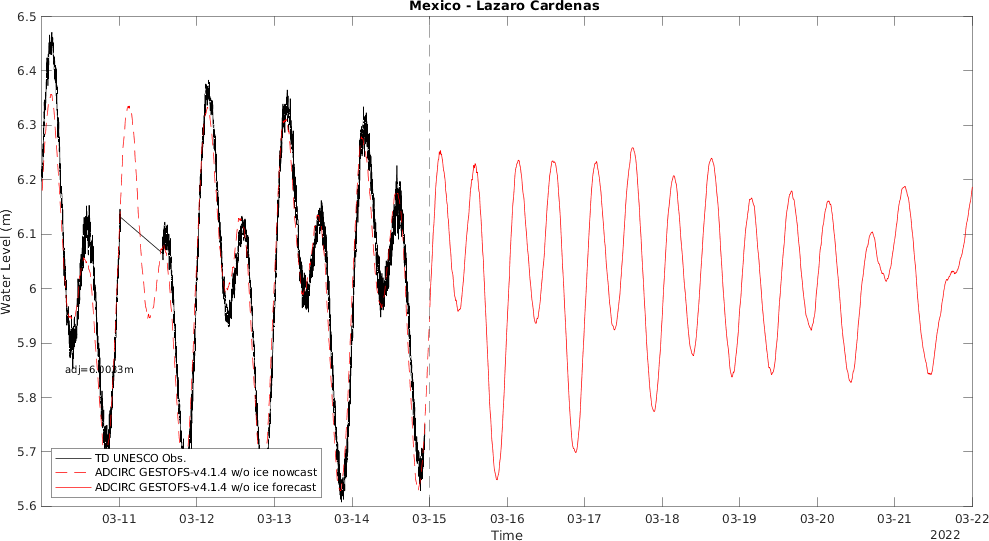 Mexico - Lazaro Cardenas
6.5
6.4
6.3
6.2
6.1
6
5.9
5.8
5.7
5.6
Water Level (m)
adj=6.0033m
TD UNESCO Obs.
ADCIRC GESTOFS-v4.1.4 w/o ice nowcast
ADCIRC GESTOFS-v4.1.4 w/o ice forecast
03-11 03-12 03-13 03-14 03-15 03-16 03-17 03-18 03-19 03-20 03-21 03-22
Time
2022